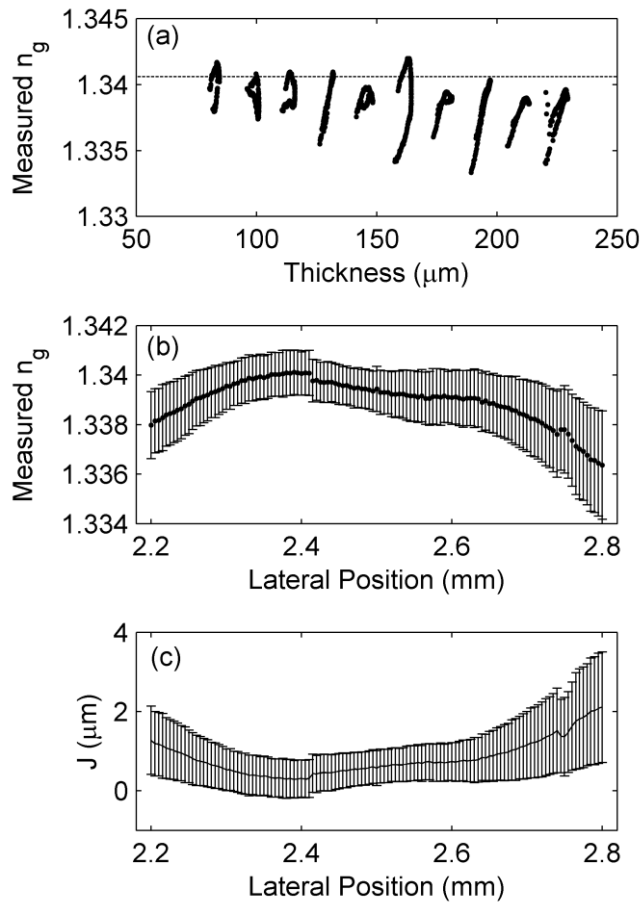 (a)
Measured n_g
1.345
1.34
1.335
1.33
50 100 150 200 250
Thickness (μm)
(b)
Measured n_g
1.342
1.34
1.338
1.336
1.334
2.2 2.4 2.6 2.8
Lateral Position (mm)
(c)
J (μm)
4
2
0
2.2 2.4 2.6 2.8
Lateral Position (mm)